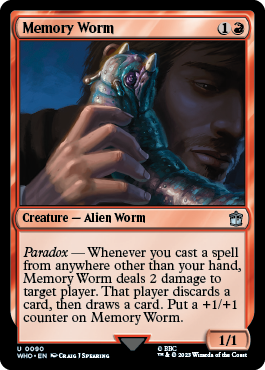 Memory Worm 1
Creature — Alien Worm
Paradox — Whenever you cast a spell
from anywhere other than your hand,
Memory Worm deals 2 damage to
target player. That player discards a
card, then draws a card. Put a +1/+1
counter on Memory Worm.
1/1
U 0090
WHO • EN Craig J Spearing
© BBC
™ & © 2023 Wizards of the Coast